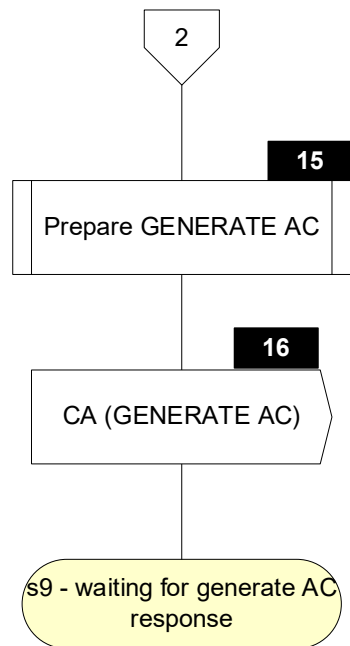 2
15
Prepare GENERATE AC
16
CA (GENERATE AC)
s9 - waiting for generate AC
response